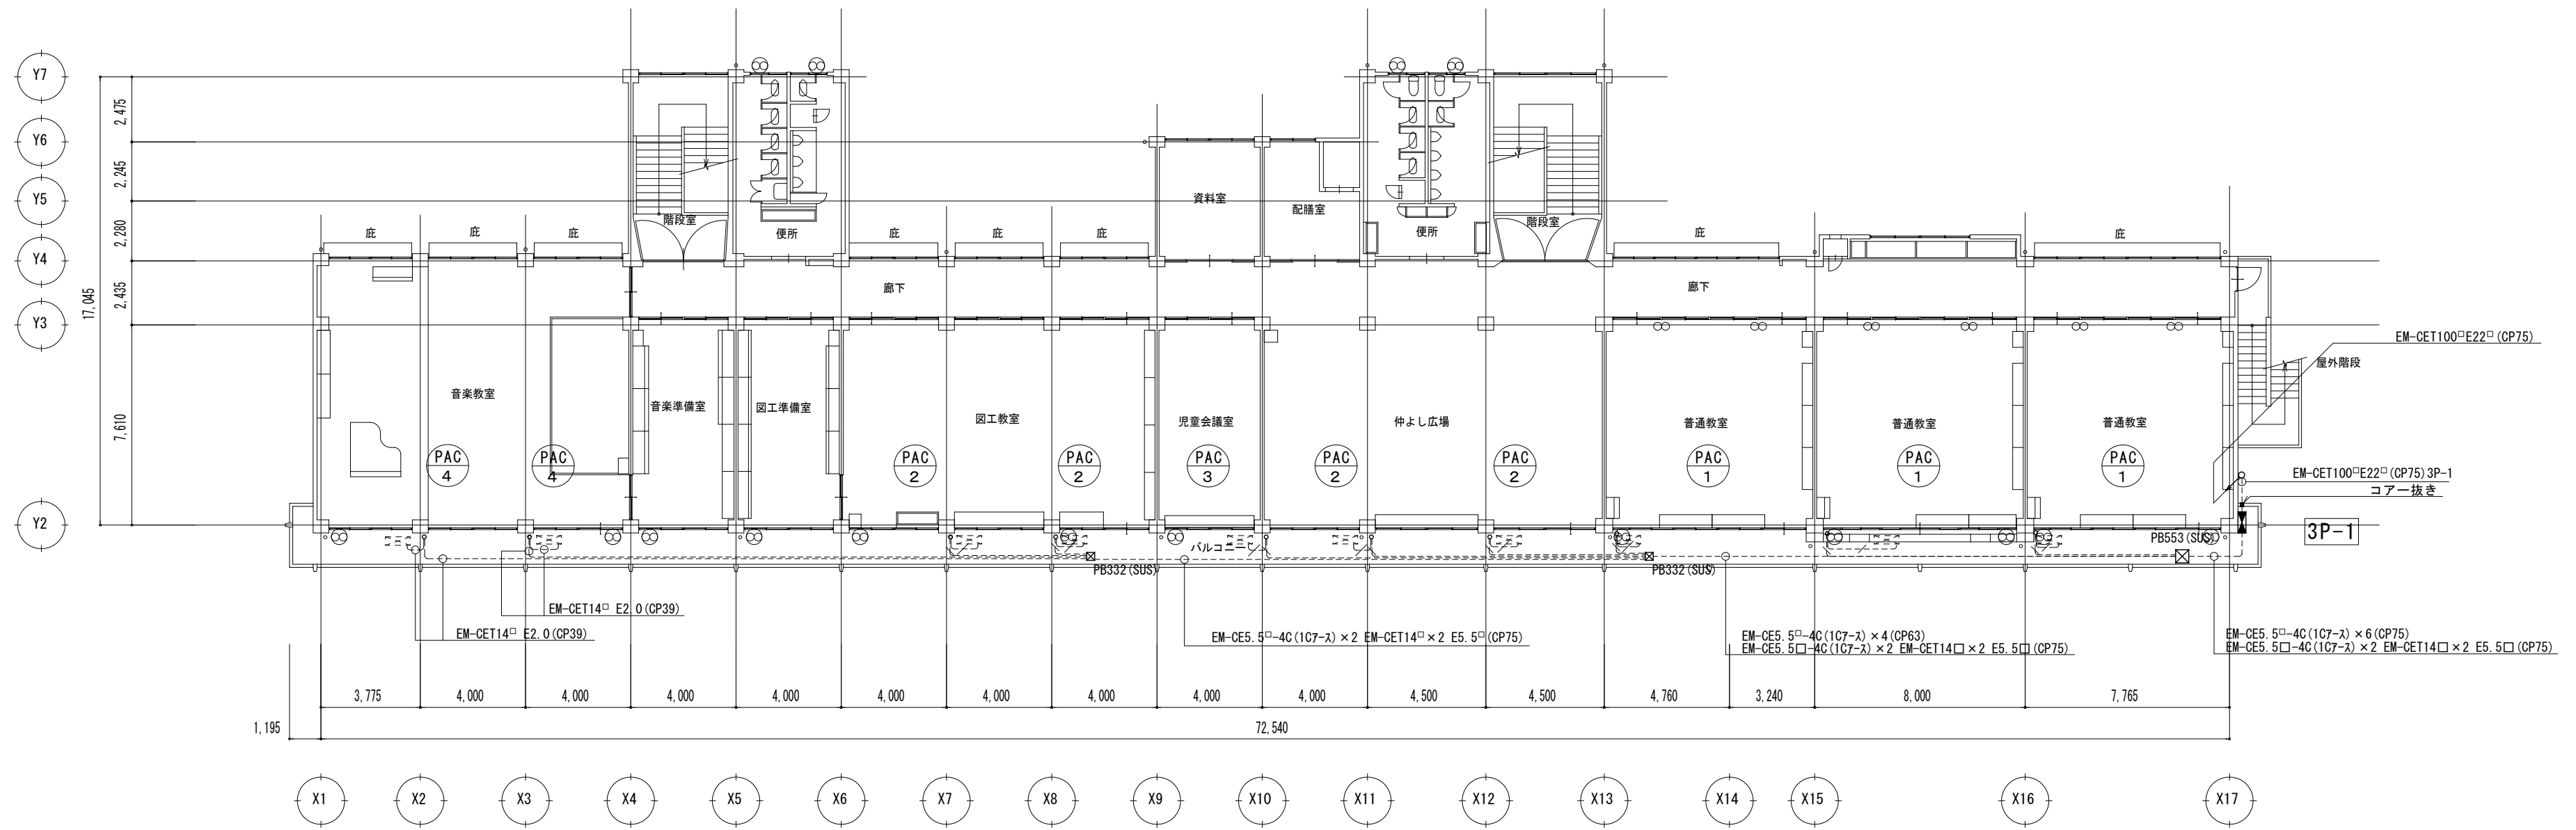 Y7
Y6
Y5
Y4
Y3
Y2
2,475
2,245
2,280
2,435
7,610
17,045
階段室
便所
資料室
配膳室
便所
階段室
庇
庇
庇
庇
庇
庇
庇
庇
廊下
廊下
EM-CET100□E22□(CP75)
屋外階段
音楽教室
音楽準備室
図工準備室
図工教室
児童会議室
仲よし広場
普通教室
普通教室
普通教室
PAC
4
PAC
4
PAC
2
PAC
2
PAC
3
PAC
2
PAC
2
PAC
1
PAC
1
PAC
1
EM-CET100□E22□(CP75)3P-1
コアー抜き
3P-1
バルコニー
PB553(SUS)
PB332(SUS)
PB332(SUS)
EM-CET14□ E2.0(CP39)
EM-CET14□ E2.0(CP39)
EM-CE5.5□-4C(1Cｱｰｽ)×2 EM-CET14□×2 E5.5□(CP75)
EM-CE5.5□-4C(1Cｱｰｽ)×4(CP63)
EM-CE5.5□-4C(1Cｱｰｽ)×2 EM-CET14□×2 E5.5□(CP75)
EM-CE5.5□-4C(1Cｱｰｽ)×6(CP75)
EM-CE5.5□-4C(1Cｱｰｽ)×2 EM-CET14□×2 E5.5□(CP75)
3,775
4,000
4,000
4,000
4,000
4,000
4,000
4,000
4,000
4,000
4,500
4,500
4,760
3,240
8,000
7,765
1,195
72,540
X1
X2
X3
X4
X5
X6
X7
X8
X9
X10
X11
X12
X13
X14
X15
X16
X17